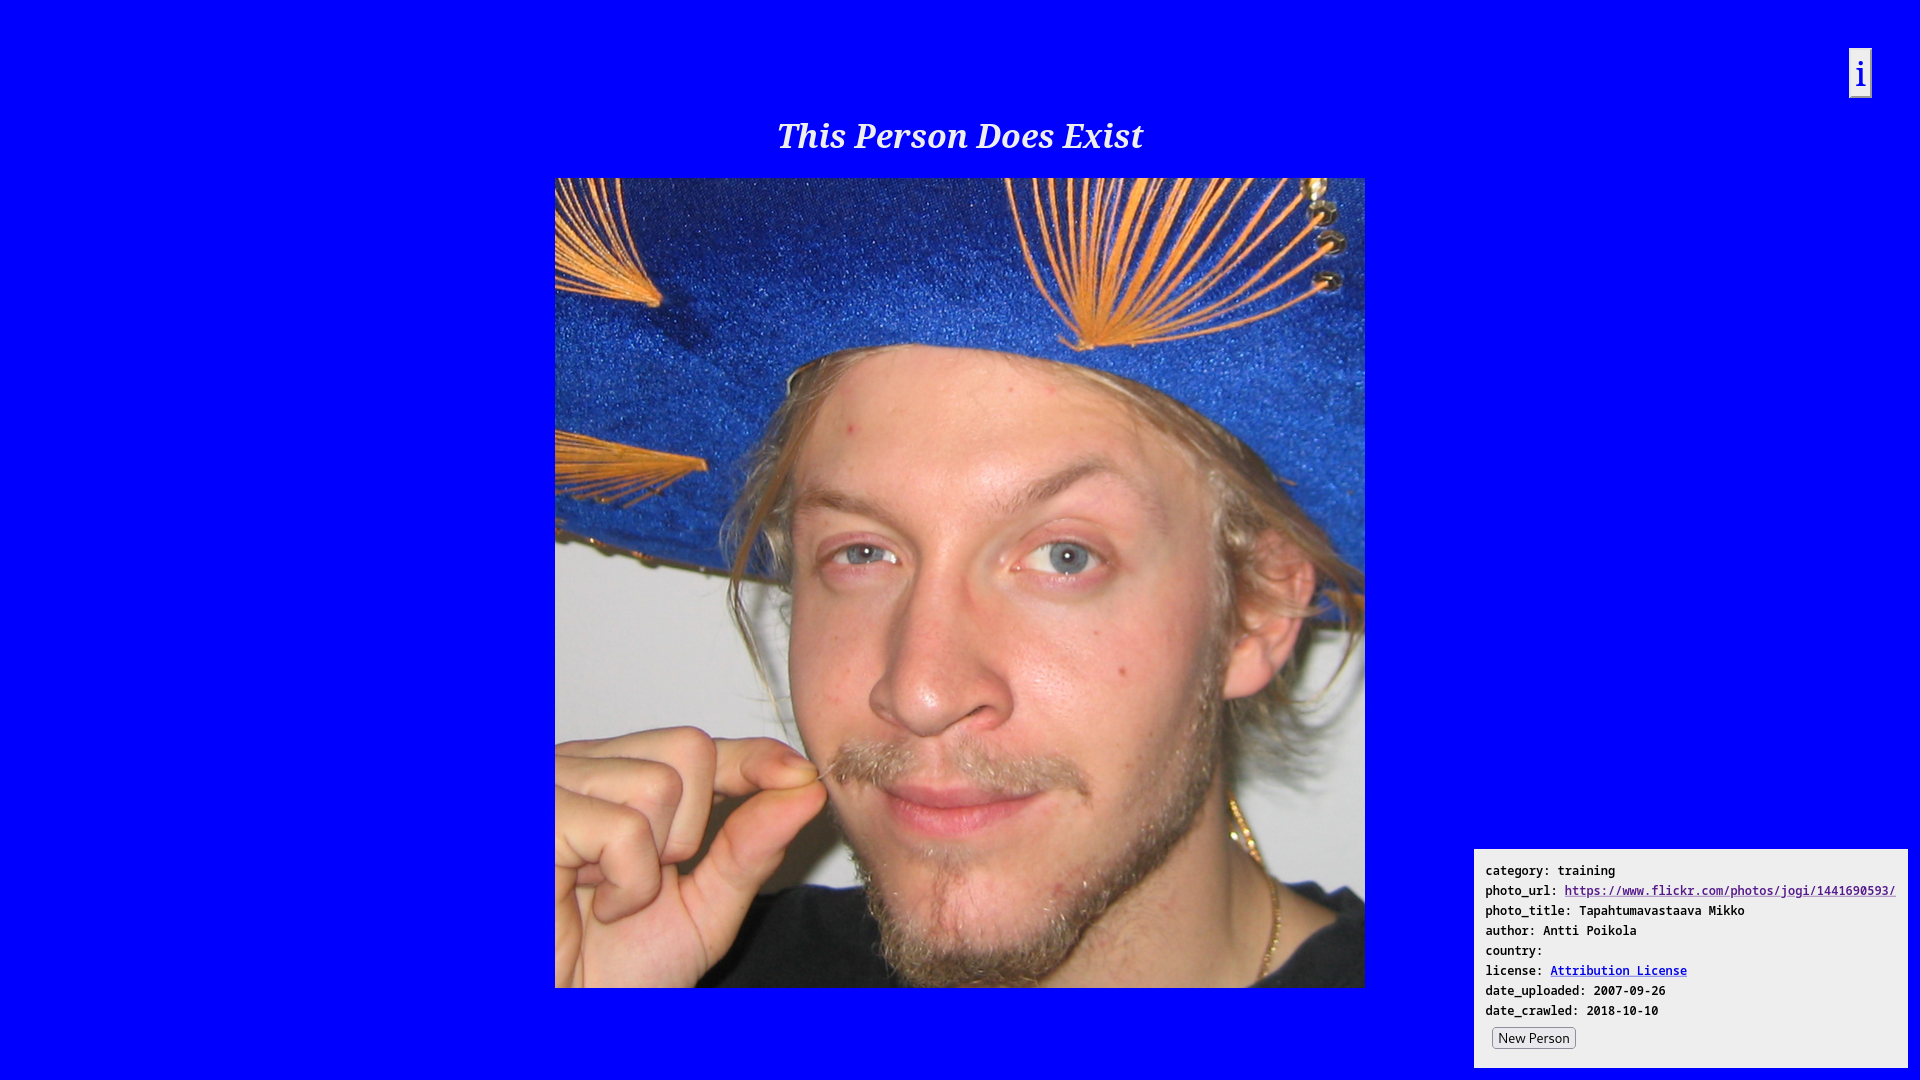 i
This Person Does Exist
category: training
photo_url: https://www.flickr.com/photos/jogi/1441690593/
photo_title: Tapahtumavastaava Mikko
author: Antti Poikola
country:
license: Attribution License
date_uploaded: 2007-09-26
date_crawled: 2018-10-10
New Person